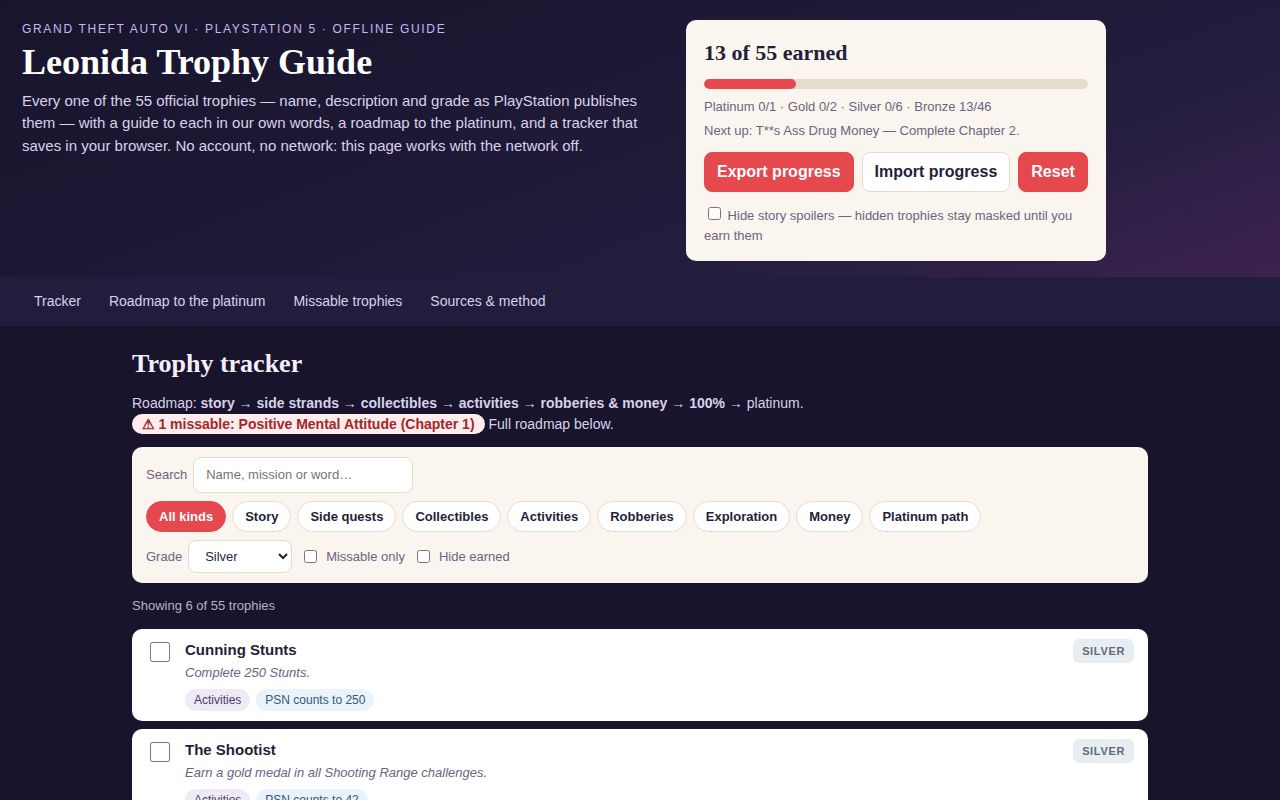 GRAND THEFT AUTO VI · PLAYSTATION 5 · OFFLINE GUIDE
Leonida Trophy Guide
Every one of the 55 official trophies — name, description and grade as PlayStation publishes
them — with a guide to each in our own words, a roadmap to the platinum, and a tracker that
saves in your browser. No account, no network: this page works with the network off.
13 of 55 earned
Platinum 0/1 · Gold 0/2 · Silver 0/6 · Bronze 13/46
Next up: T**s Ass Drug Money — Complete Chapter 2.
Export progress
Import progress
Reset
Hide story spoilers — hidden trophies stay masked until you
earn them
Tracker
Roadmap to the platinum
Missable trophies
Sources & method
Trophy tracker
Roadmap: story → side strands → collectibles → activities → robberies & money → 100% → platinum.
⚠ 1 missable: Positive Mental Attitude (Chapter 1) Full roadmap below.
Search Name, mission or word…
All kinds Story Side quests Collectibles Activities Robberies Exploration Money Platinum path
Grade Silver Missable only Hide earned
Showing 6 of 55 trophies
Cunning Stunts SILVER
Complete 250 Stunts.
Activities PSN counts to 250
The Shootist SILVER
Earn a gold medal in all Shooting Range challenges.
Activities PSN counts to 42